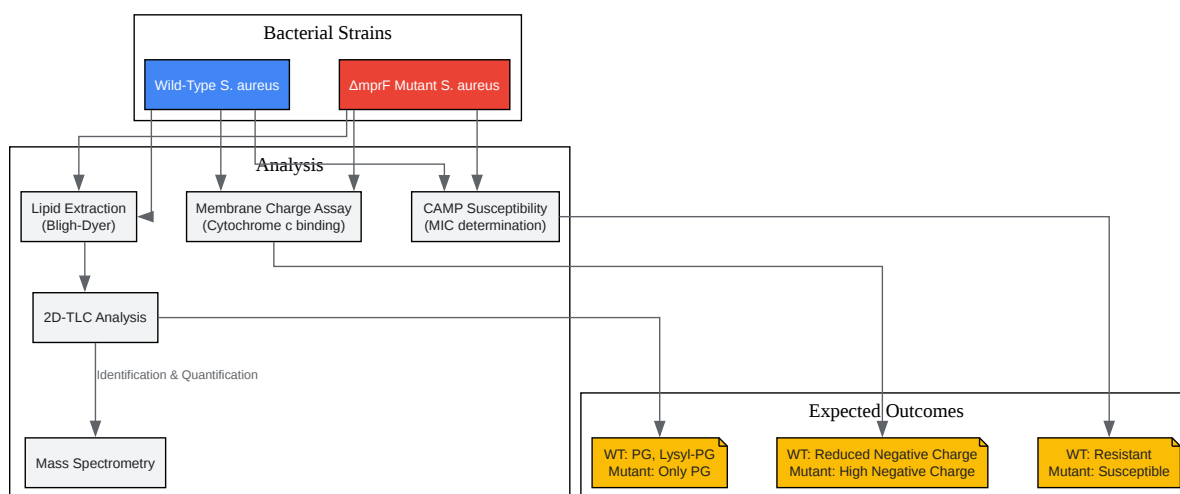 Bacterial Strains
Wild-Type S. aureus
ΔmprF Mutant S. aureus
Analysis
Lipid Extraction
(Bligh-Dyer)
Membrane Charge Assay
(Cytochrome c binding)
CAMP Susceptibility
(MIC determination)
2D-TLC Analysis
Identification & Quantification
Mass Spectrometry
Expected Outcomes
WT: PG, Lysyl-PG
Mutant: Only PG
WT: Reduced Negative Charge
Mutant: High Negative Charge
WT: Resistant
Mutant: Susceptible